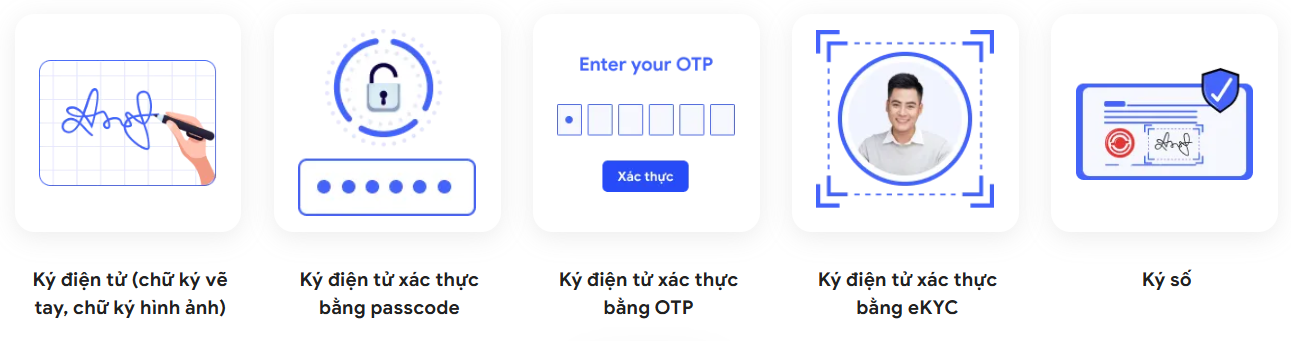 Enter your OTP
Xác thực
Ký điện tử (chữ ký vẽ
tay, chữ ký hình ảnh)
Ký điện tử xác thực
bằng passcode
Ký điện tử xác thực
bằng OTP
Ký điện tử xác thực
bằng eKYC
Ký số